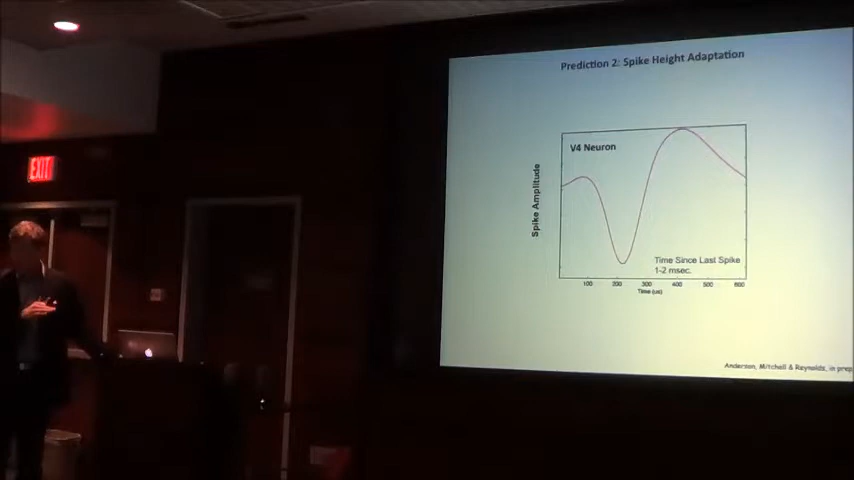 Prediction 2: Spike Height Adaptation
EXIT
V4 Neuron
Spike Amplitude
Time Since Last Spike
1-2 msec.
100 200 300 400 500 600
Time (us)
Anderson, Mitchell & Reynolds, in prep